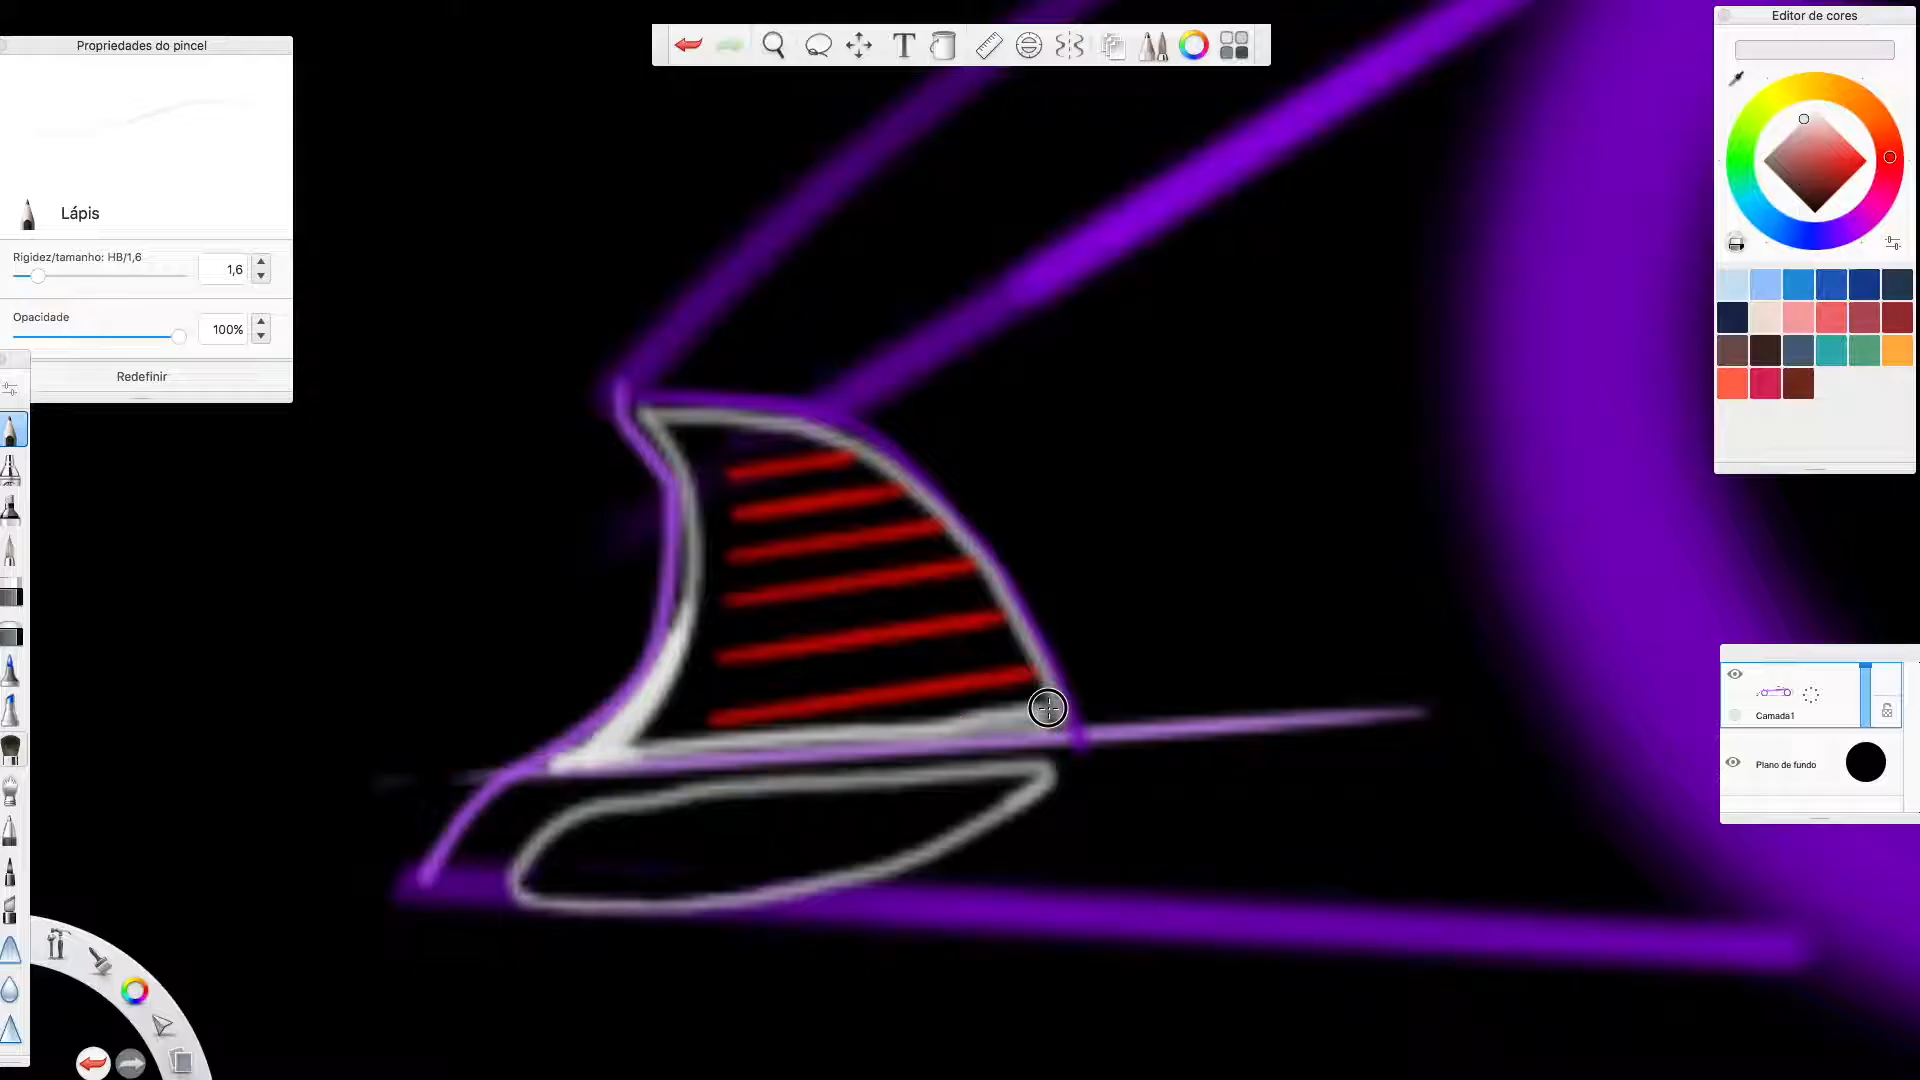 Propriedades do pincel
Lápis
Rigidez/tamanho: HB/1,6
1,6
Opacidade
100%
Redefinir
T
Editor de cores
Camada1
Plano de fundo